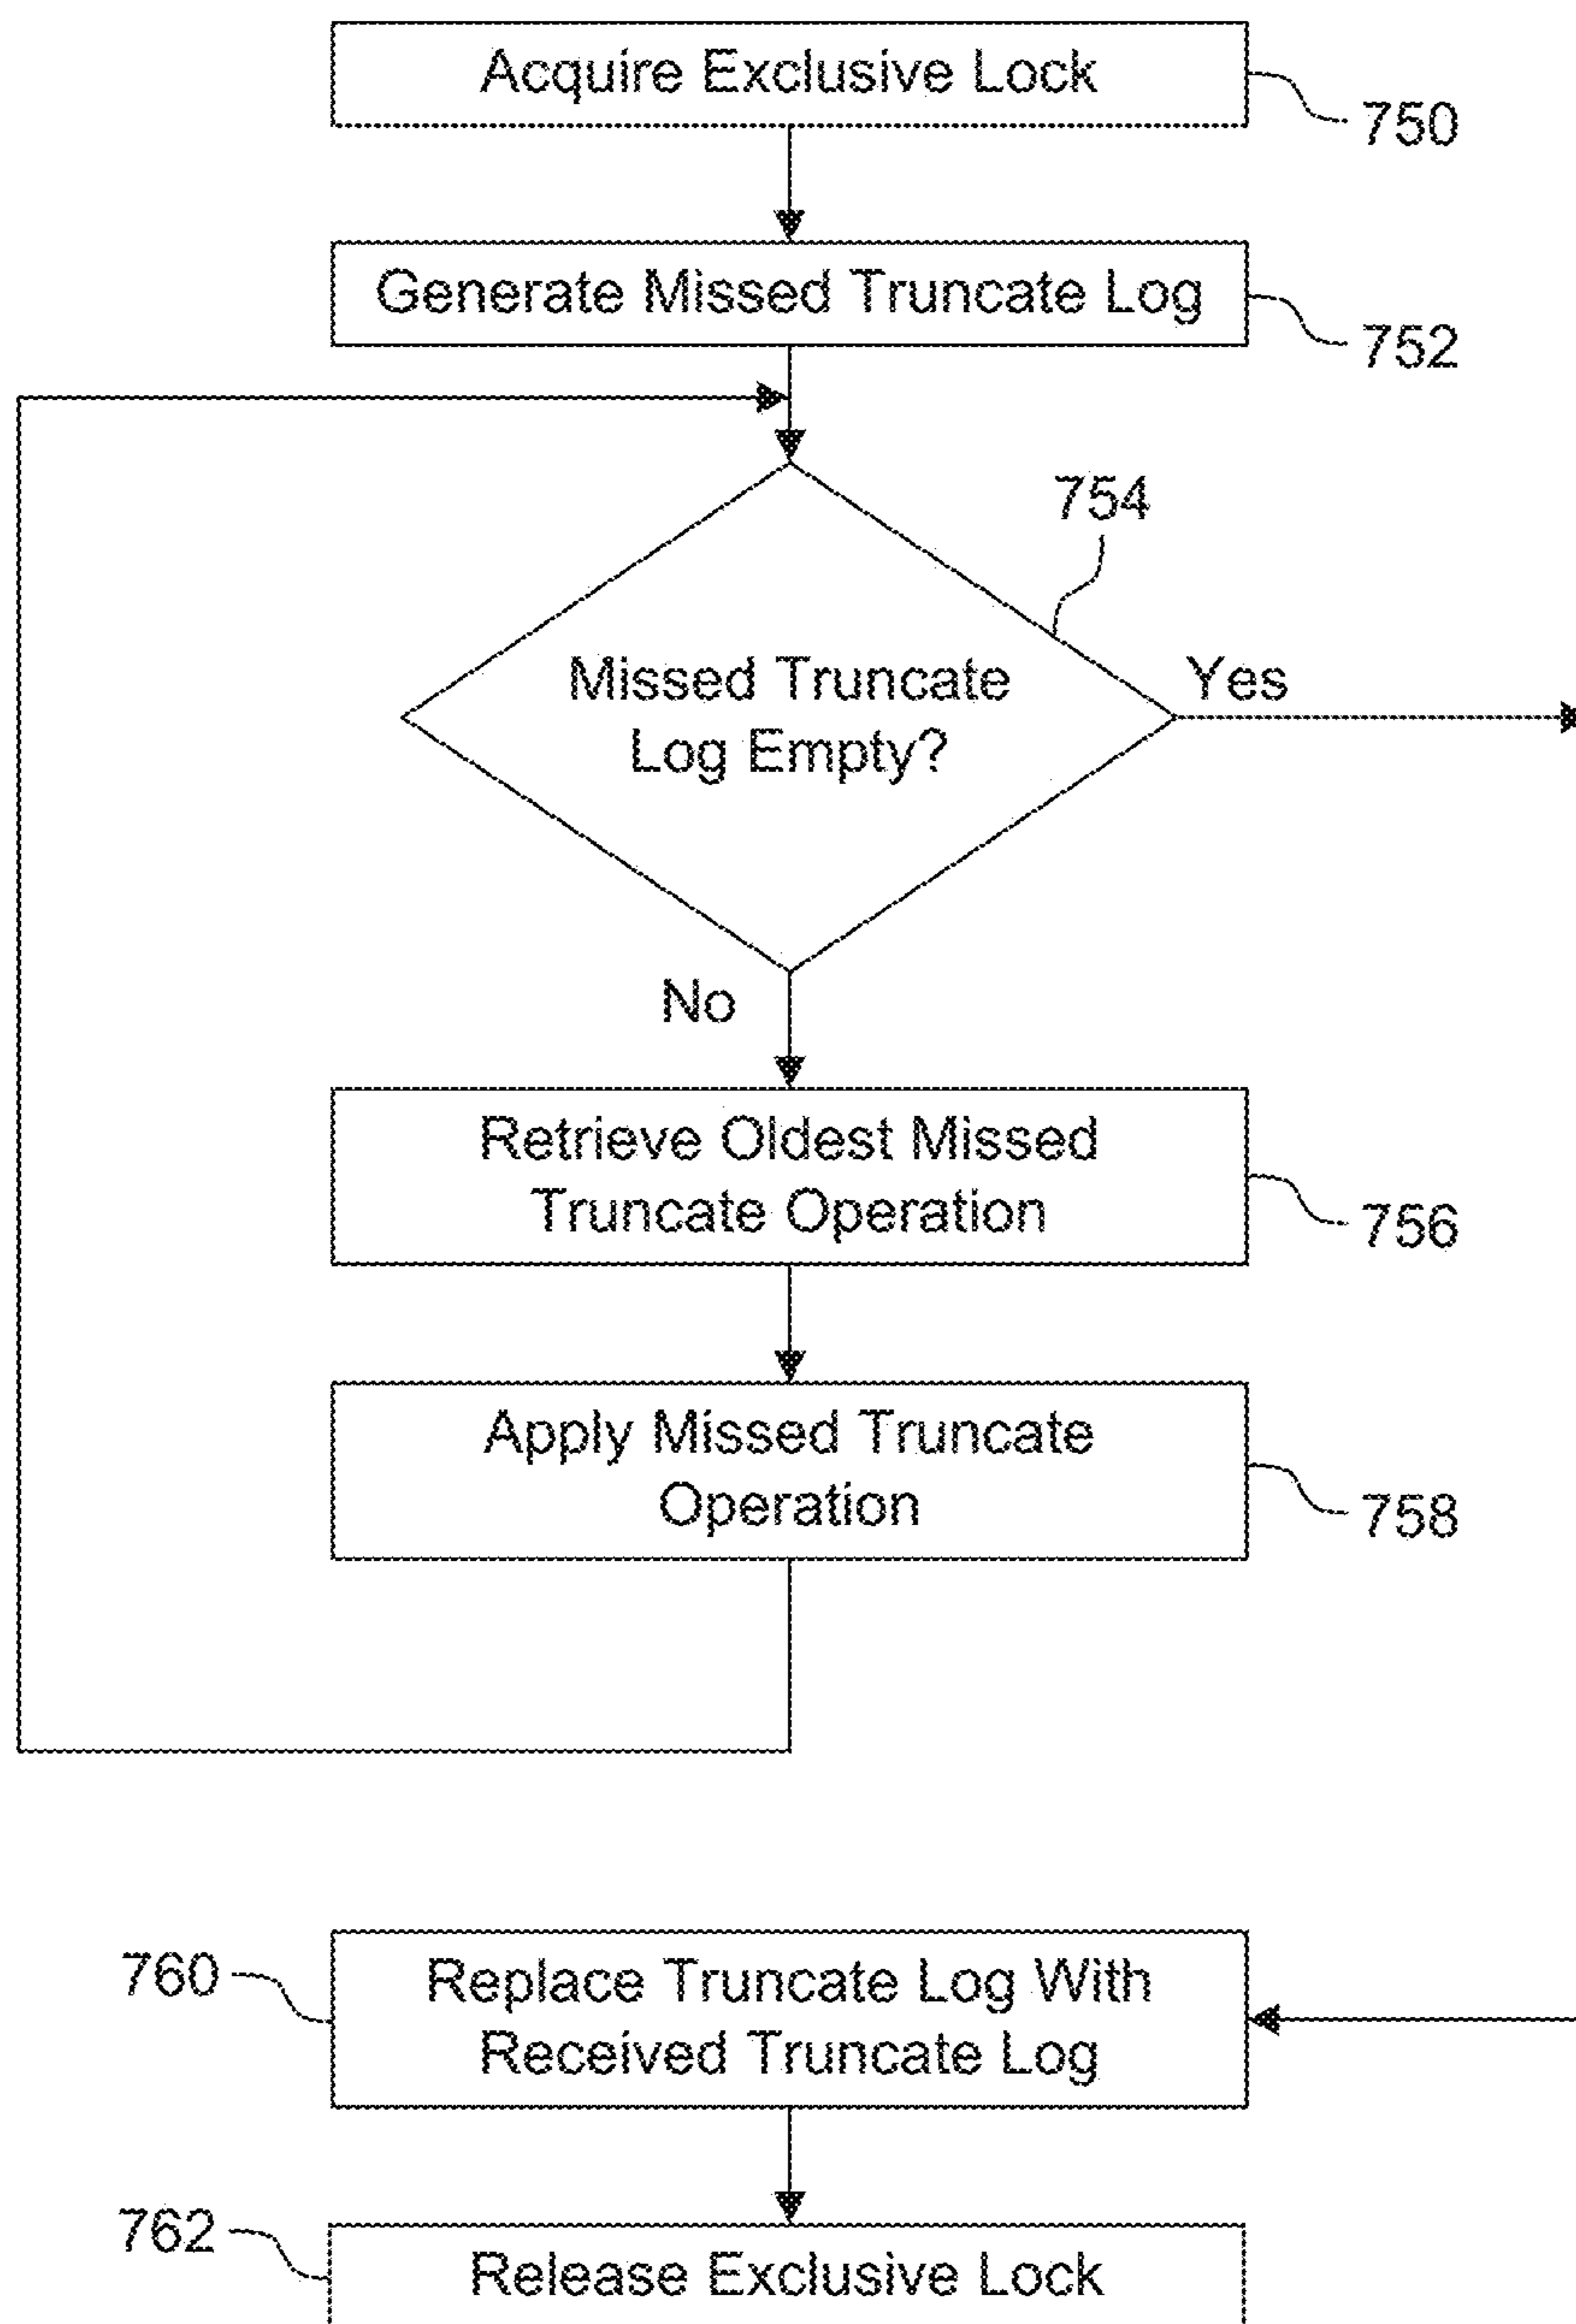 Acquire Exclusive Lock
750
Generate Missed Truncate Log
752
754
Missed Truncate
Log Empty?
Yes
No
Retrieve Oldest Missed
Truncate Operation
756
Apply Missed Truncate
Operation
758
760
Replace Truncate Log With
Received Truncate Log
762
Release Exclusive Lock